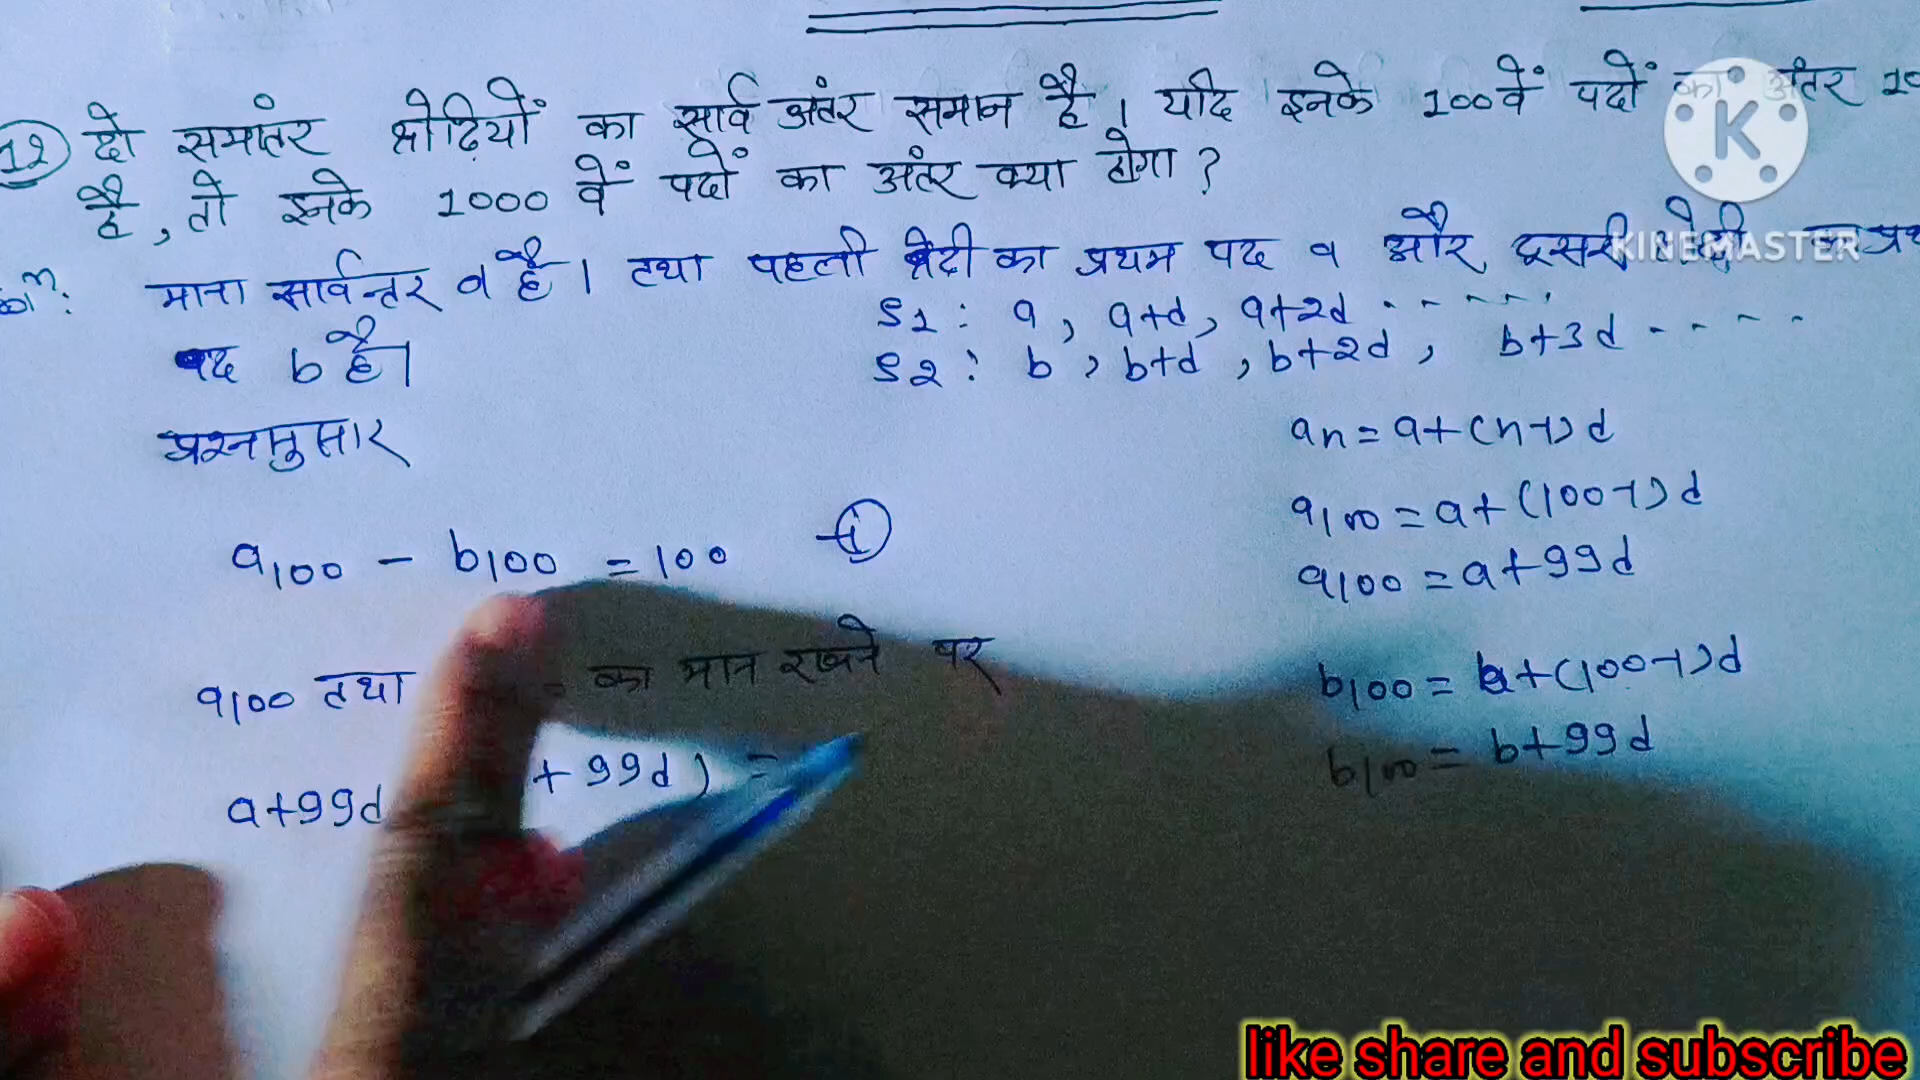 12 दो समांतर श्रेढ़ियों का सार्व अंतर समान है । यदि इनके 100वें पदों का अंतर 10
है , तो इनके 1000 वें पदों का अंतर क्या होगा ?
माना सार्वन्तर d है । तथा पहली श्रेढी का प्रथम पद a और दूसरी का प्र
पद b है।
S1 : a , a+d , a+2d - - - - -
S2 : b , b+d , b+2d , b+3d - - - -
प्रश्नानुसार
an = a+(n-1)d
a100 = a+(100-1)d
a100 - b100 = 100 - 1
a100 = a+99d
a100 तथा का मान रखने पर
b100 = b+(100-1)d
a+99d +99d) =
b100 = b+99d
K
KINEMASTER
like share and subscribe